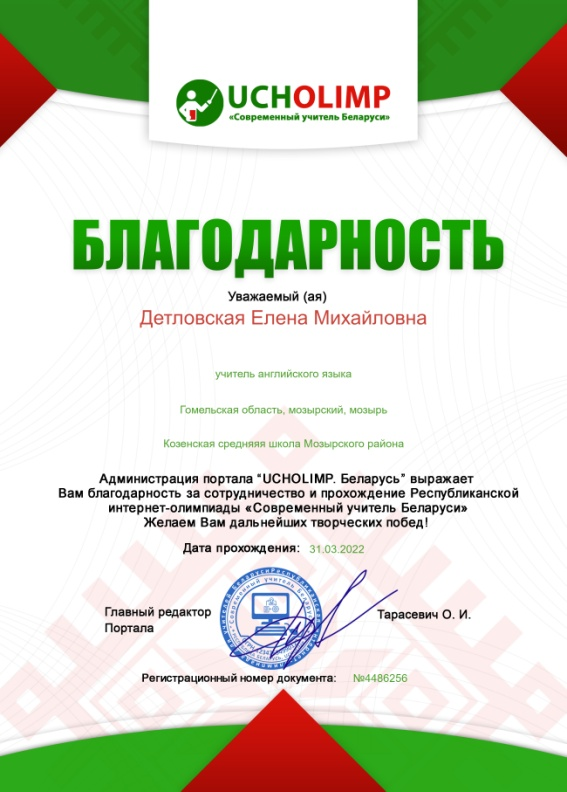 UCHOLIMP
«Современный учитель Беларуси»
БЛАГОДАРНОСТЬ
Уважаемый (ая)
Детловская Елена Михайловна
учитель английского языка
Гомельская область, мозырский, мозырь
Козенская средняяя школа Мозырского района
Администрация портала “UCHOLIMP. Беларусь” выражает
Вам благодарность за сотрудничество и прохождение Республиканской
интернет-олимпиады «Современный учитель Беларуси»
Желаем Вам дальнейших творческих побед!
Дата прохождения: 31.03.2022
Главный редактор
Портала
Тарасевич О. И.
Регистрационный номер документа: №4486256